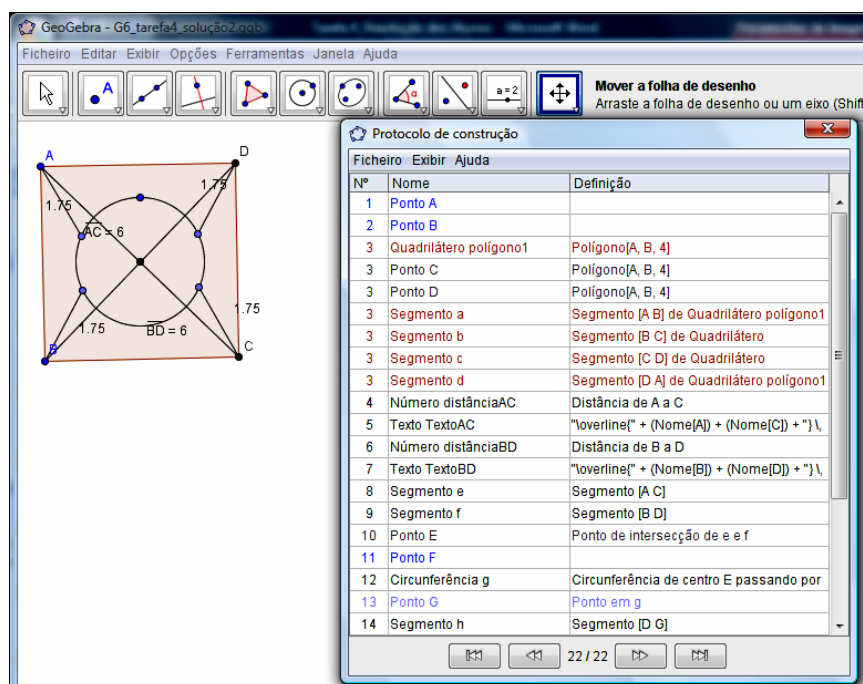 GeoGebra - G6_tarefa4_solução2.ggb
Ficheiro Editar Exibir Opções Ferramentas Janela Ajuda
A
α
a = 2
Mover a folha de desenho
Arraste a folha de desenho ou um eixo (Shif
A
D
1.75
1.75
AC = 6
1.75
1.75
BD = 6
B
C
Protocolo de construção
Ficheiro Exibir Ajuda
Nº Nome Definição
1 Ponto A
2 Ponto B
3 Quadrilátero polígono1 Polígono[A, B, 4]
3 Ponto C Polígono[A, B, 4]
3 Ponto D Polígono[A, B, 4]
3 Segmento a Segmento [A B] de Quadrilátero polígono1
3 Segmento b Segmento [B C] de Quadrilátero
3 Segmento c Segmento [C D] de Quadrilátero
3 Segmento d Segmento [D A] de Quadrilátero polígono1
4 Número distânciaAC Distância de A a C
5 Texto TextoAC "\overline{" + (Nome[A]) + (Nome[C]) + "} \,
6 Número distânciaBD Distância de B a D
7 Texto TextoBD "\overline{" + (Nome[B]) + (Nome[D]) + "} \,
8 Segmento e Segmento [A C]
9 Segmento f Segmento [B D]
10 Ponto E Ponto de intersecção de e e f
11 Ponto F
12 Circunferência g Circunferência de centro E passando por
13 Ponto G Ponto em g
14 Segmento h Segmento [D G]
22 / 22